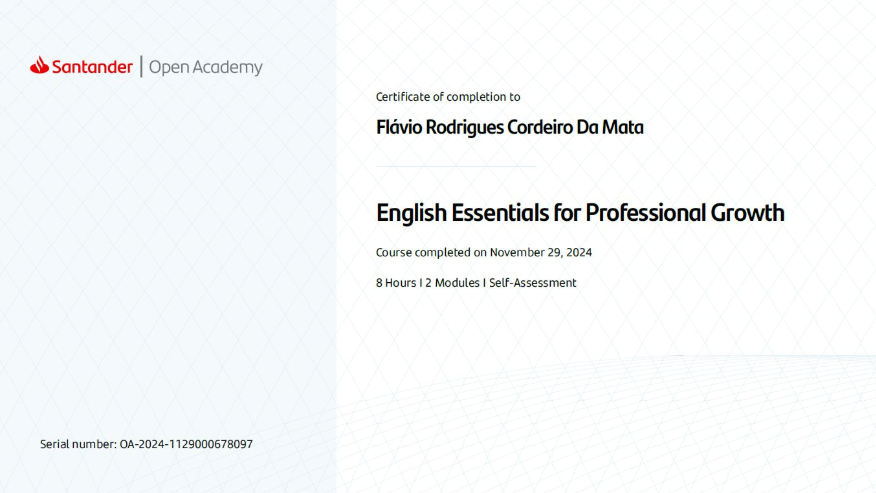 Santander | Open Academy
Certificate of completion to
Flávio Rodrigues Cordeiro Da Mata
English Essentials for Professional Growth
Course completed on November 29, 2024
8 Hours I 2 Modules I Self-Assessment
Serial number: OA-2024-1129000678097